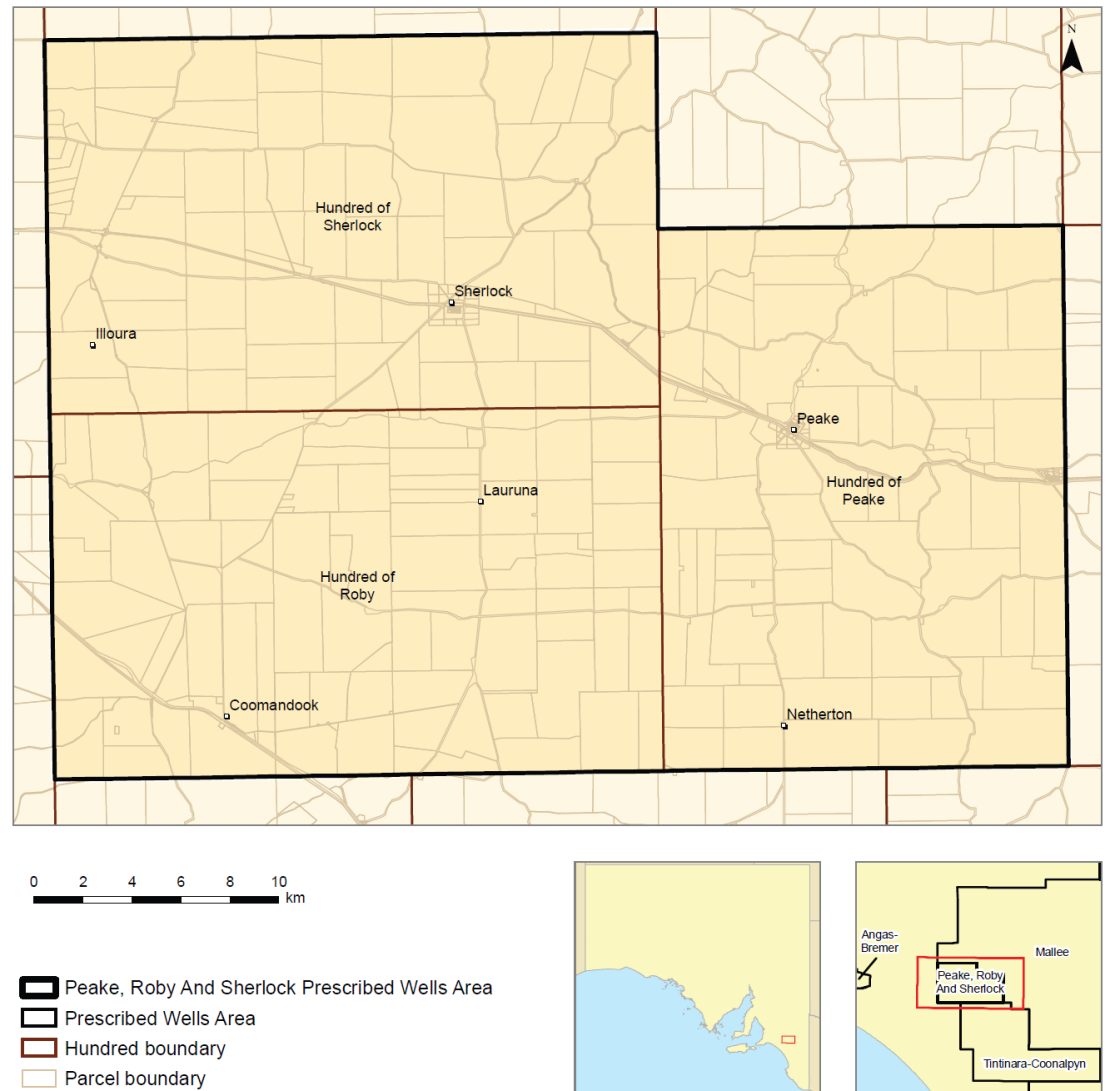 N
Hundred of
Sherlock
Sherlock
Illoura
Peake
Hundred of
Peake
Lauruna
Hundred of
Roby
Coomandook
Netherton
0 2 4 6 8 10
km
Peake, Roby And Sherlock Prescribed Wells Area
Prescribed Wells Area
Hundred boundary
Parcel boundary
Angas-
Bremer
Mallee
Peake, Roby
And Sherlock
Tintinara-Coonalpyn